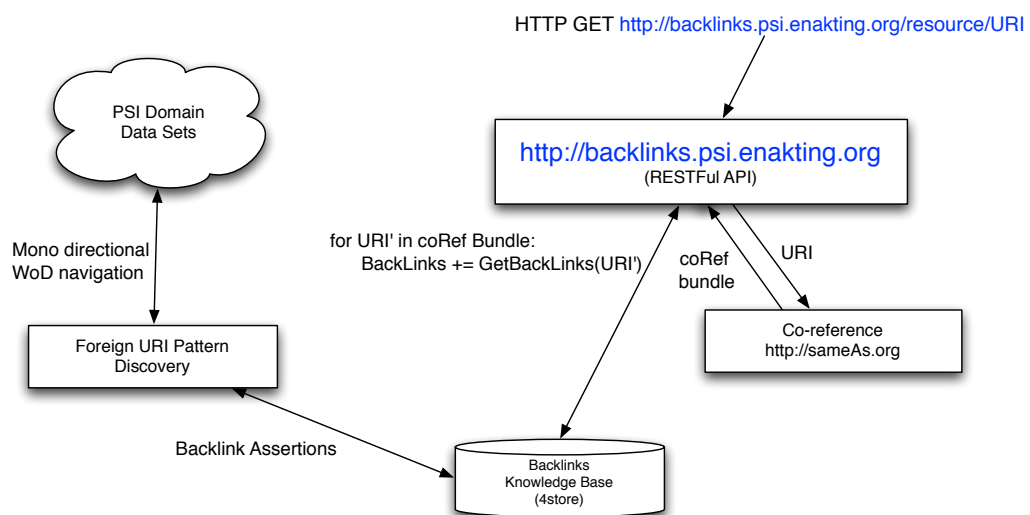 HTTP GET http://backlinks.psi.enakting.org/resource/URI
PSI Domain
Data Sets
http://backlinks.psi.enakting.org
(RESTFul API)
Mono directional
WoD navigation
for URI' in coRef Bundle:
BackLinks += GetBackLinks(URI')
coRef
bundle
URI
Co-reference
http://sameAs.org
Foreign URI Pattern
Discovery
Backlink Assertions
Backlinks
Knowledge Base
(4store)